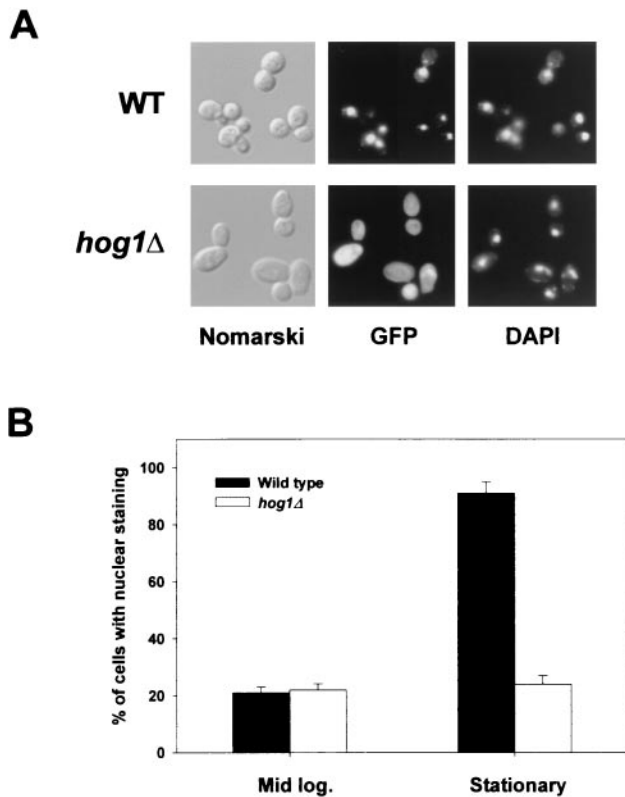 A
WT
hog1Δ
Nomarski GFP DAPI
B
% of cells with nuclear staining
100
80
60
40
20
0
Wild type
hog1Δ
Mid log. Stationary